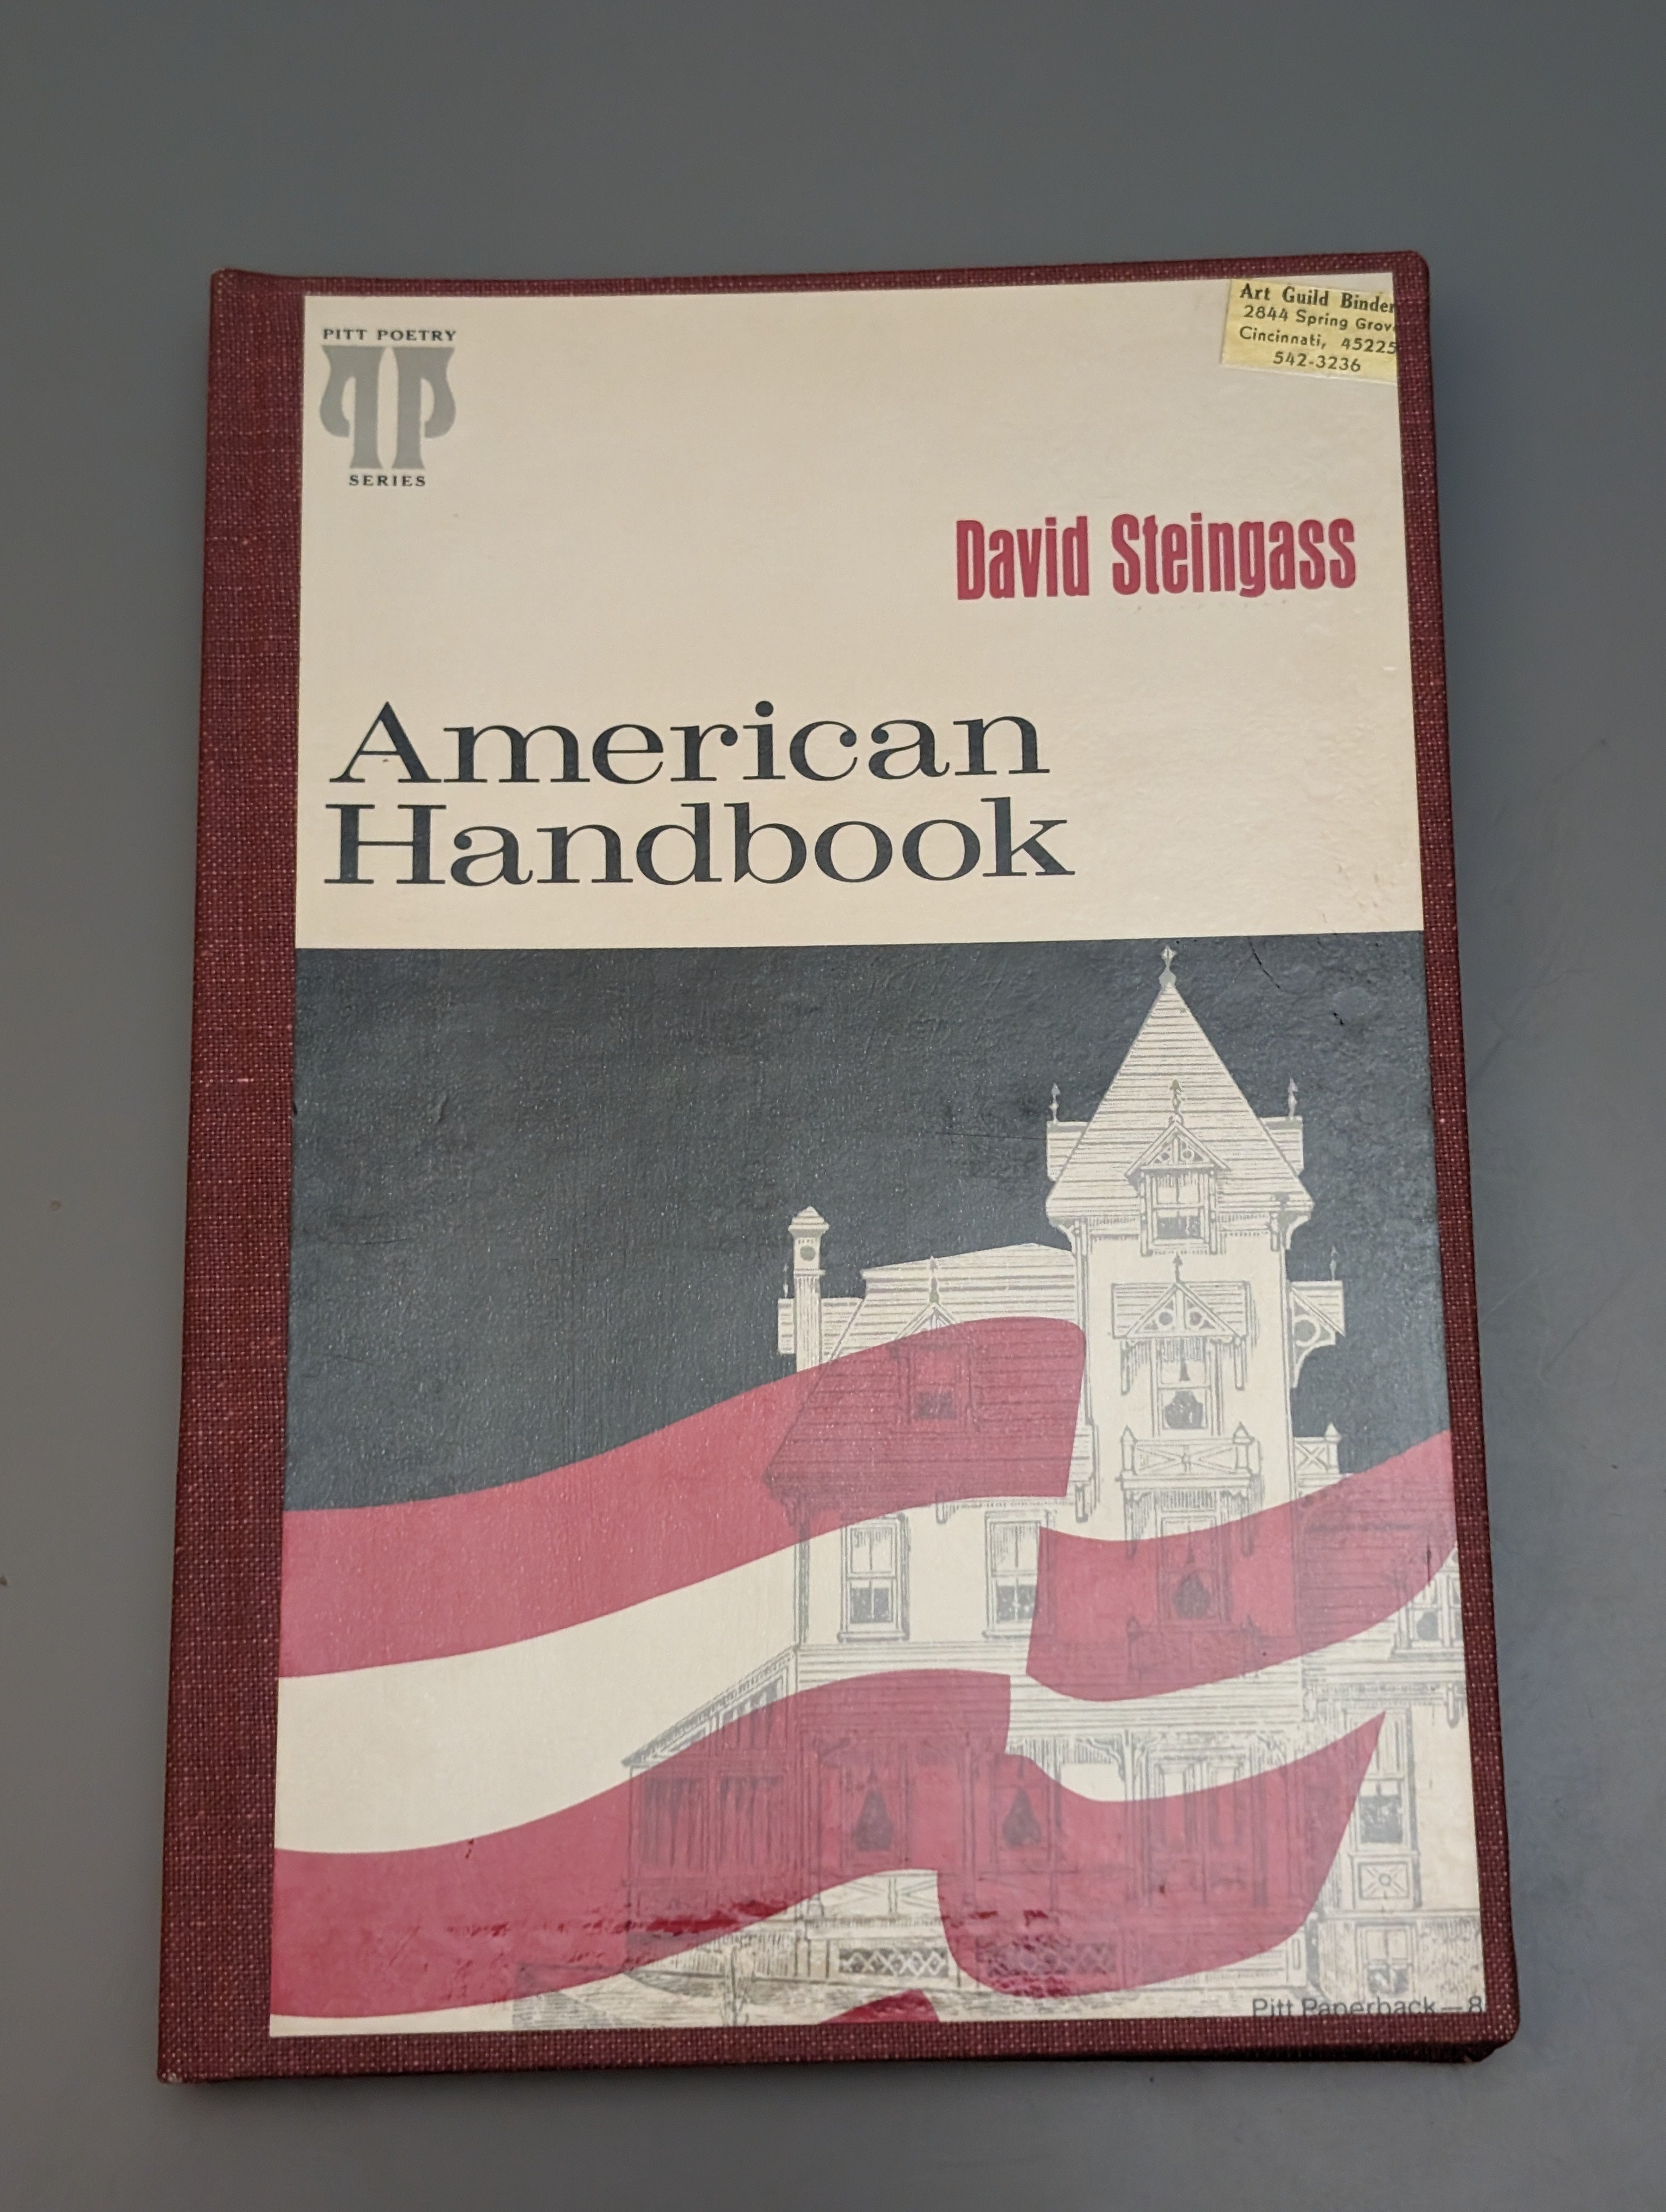 PITT POETRY
SERIES
Art Guild Binder
2844 Spring Grov
Cincinnati, 45225
542-3236
David Steingass
American
Handbook
Pitt Paperback—8